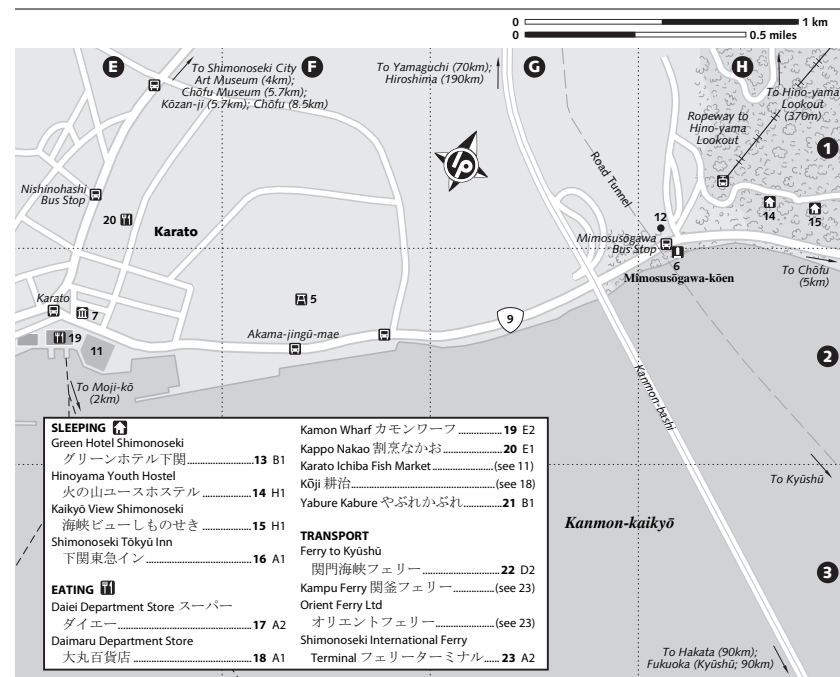 0 1 km
0 0.5 miles
E F G H
To Shimonoseki City
Art Museum (4km);
Chōfu Museum (5.7km);
Kōzan-ji (5.7km); Chōfu (8.5km)
To Yamaguchi (70km);
Hiroshima (190km)
To Hino-yama
Lookout
(370m)
Ropeway to
Hino-yama
Lookout
1
Road Tunnel
Nishinohashi
Bus Stop
20
Karato
12
14
15
Mimosusōgawa
Bus Stop
6
Mimosusōgawa-kōen
To Chōfu
(5km)
Karato
7
5
19
11
Akama-jingū-mae
9
2
To Moji-kō
(2km)
Kanmon-bashi
SLEEPING
Green Hotel Shimonoseki
グリーンホテル下関 13 B1
Hinoyama Youth Hostel
火の山ユースホステル 14 H1
Kaikyō View Shimonoseki
海峡ビューしものせき 15 H1
Shimonoseki Tōkyū Inn
下関東急イン 16 A1
EATING
Daiei Department Store スーパー
ダイエー 17 A2
Daimaru Department Store
大丸百貨店 18 A1
Kamon Wharf カモンワーフ 19 E2
Kappo Nakao 割烹なかお 20 E1
Karato Ichiba Fish Market (see 11)
Kōji 耕治 (see 18)
Yabure Kabure やぶれかぶれ 21 B1
TRANSPORT
Ferry to Kyūshū
関門海峡フェリー 22 D2
Kampu Ferry 関釜フェリー (see 23)
Orient Ferry Ltd
オリエントフェリー (see 23)
Shimonoseki International Ferry
Terminal フェリーターミナル 23 A2
To Kyūshū
Kanmon-kaikyō
3
To Hakata (90km);
Fukuoka (Kyūshū; 90km)